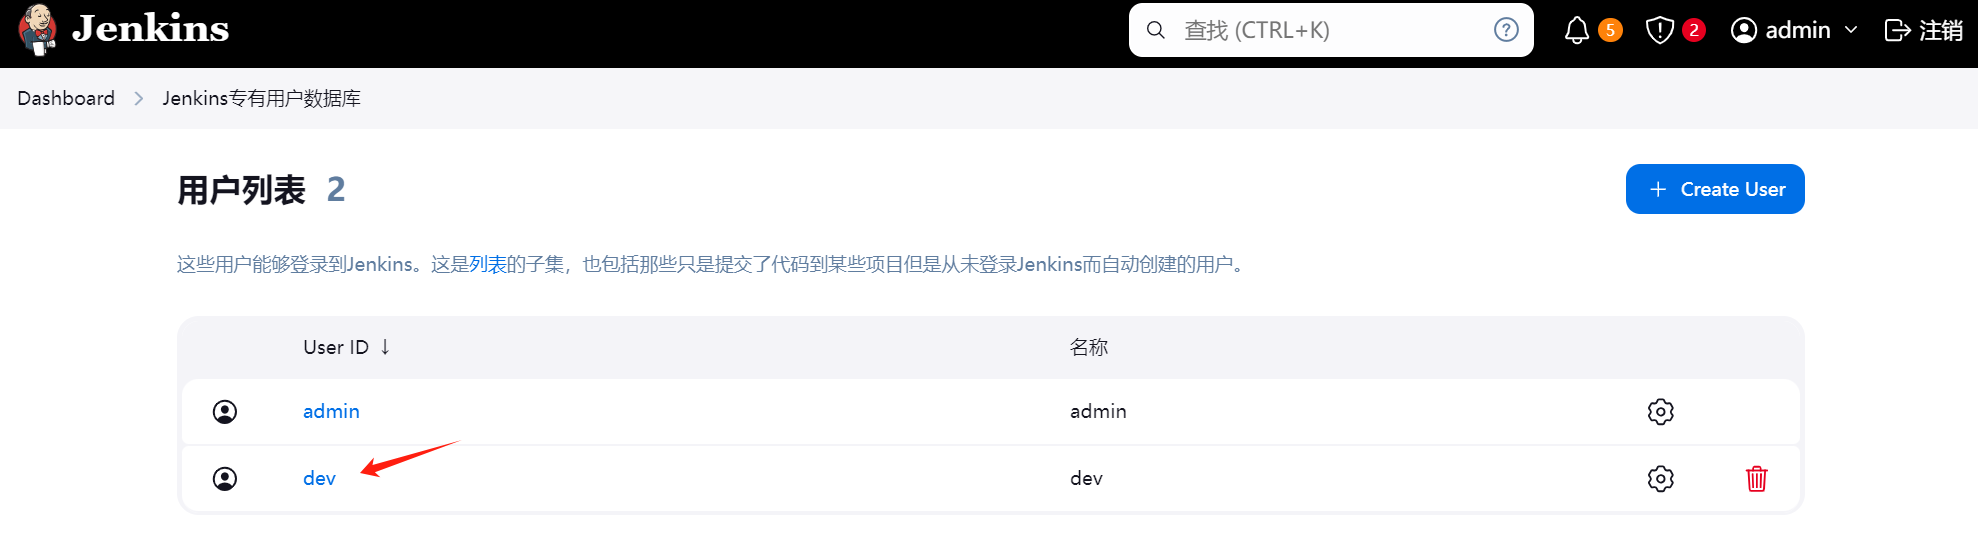 Jenkins 查找 (CTRL+K) 5 2 admin 注销
Dashboard Jenkins专有用户数据库
用户列表 2 Create User
这些用户能够登录到Jenkins。这是列表的子集，也包括那些只是提交了代码到某些项目但是从未登录Jenkins而自动创建的用户。
User ID ↓ 名称
admin admin
dev dev